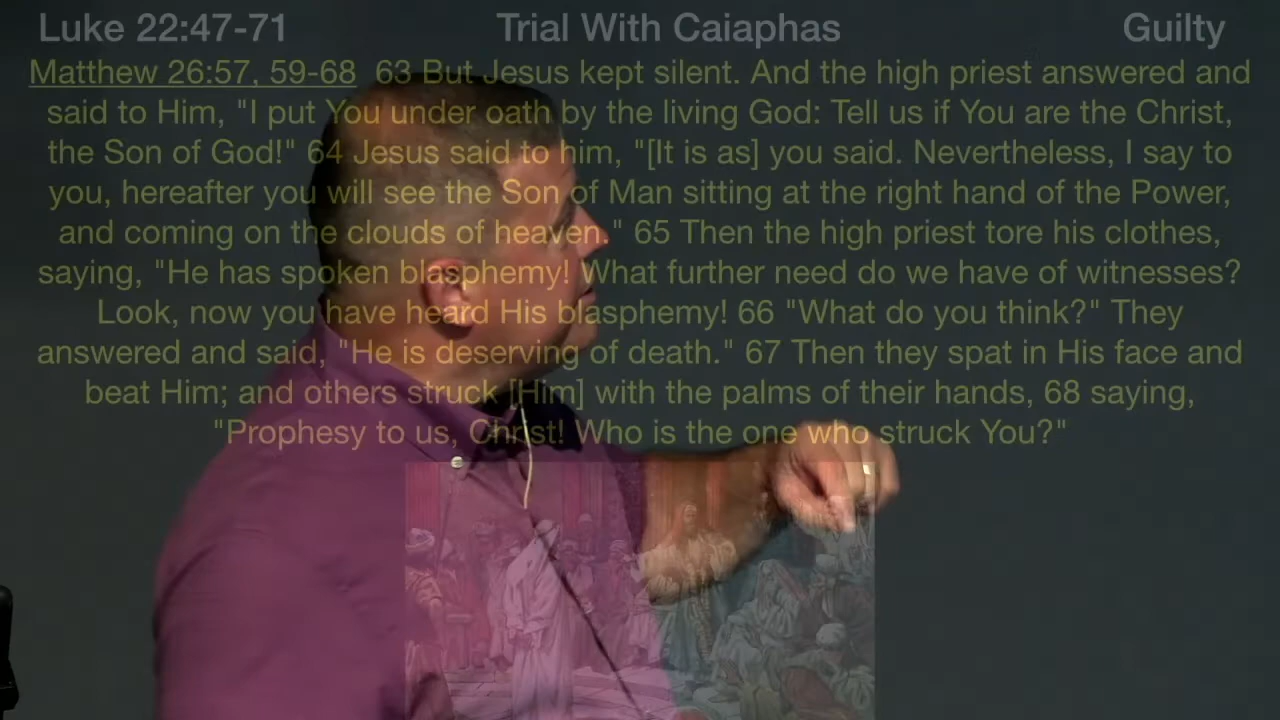 Luke 22:47-71 Trial With Caiaphas Guilty
Matthew 26:57, 59-68 63 But Jesus kept silent. And the high priest answered and
said to Him, "I put You under oath by the living God: Tell us if You are the Christ,
the Son of God!" 64 Jesus said to him, "[It is as] you said. Nevertheless, I say to
you, hereafter you will see the Son of Man sitting at the right hand of the Power,
and coming on the clouds of heaven." 65 Then the high priest tore his clothes,
saying, "He has spoken blasphemy! What further need do we have of witnesses?
Look, now you have heard His blasphemy! 66 "What do you think?" They
answered and said, "He is deserving of death." 67 Then they spat in His face and
beat Him; and others struck [Him] with the palms of their hands, 68 saying,
"Prophesy to us, Christ! Who is the one who struck You?"